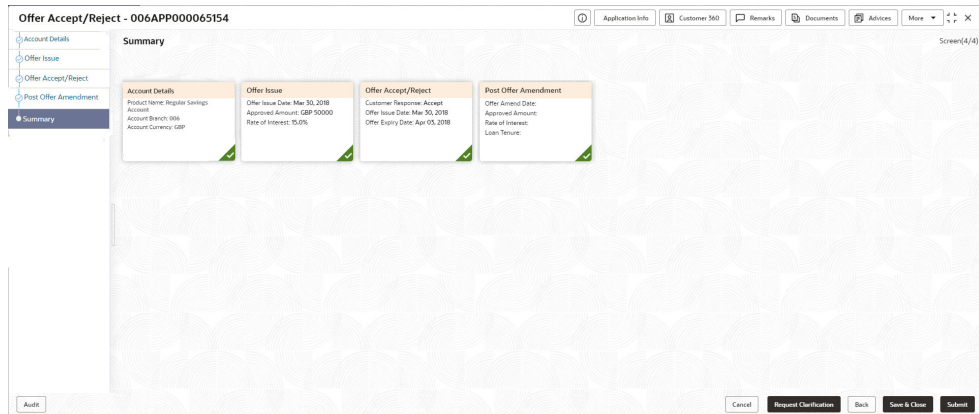 Offer Accept/Reject - 006APP000065154
Application Info
Customer 360
Remarks
Documents
Advices
More
Account Details
Offer Issue
Offer Accept/Reject
Post Offer Amendment
Summary
Summary
Screen(4/4)
Account Details
Product Name: Regular Savings
Account
Account Branch: 006
Account Currency: GBP
Offer Issue
Offer Issue Date: Mar 30, 2018
Approved Amount: GBP 50000
Rate of Interest: 15.0%
Offer Accept/Reject
Customer Response: Accept
Offer Issue Date: Mar 30, 2018
Offer Expiry Date: Apr 03, 2018
Post Offer Amendment
Offer Amend Date:
Approved Amount:
Rate of Interest:
Loan Tenure:
Audit
Cancel
Request Clarification
Back
Save & Close
Submit